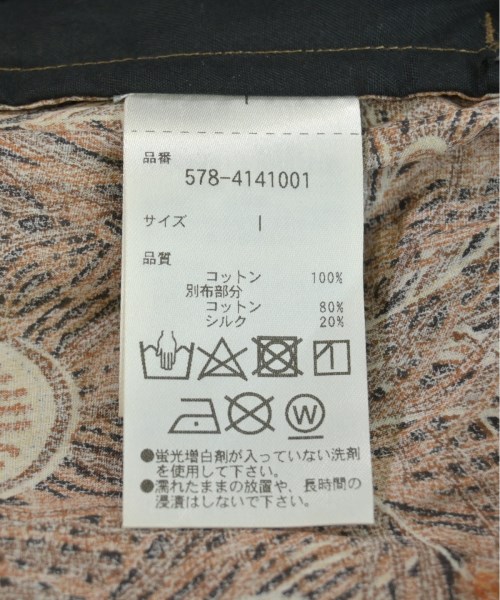 品番
578-4141001
サイズ I
品質
コットン 100%
別布部分
コットン 80%
シルク 20%
W
●蛍光増白剤が入っていない洗剤
を使用して下さい。
●濡れたままの放置や、長時間の
浸漬はしないで下さい。